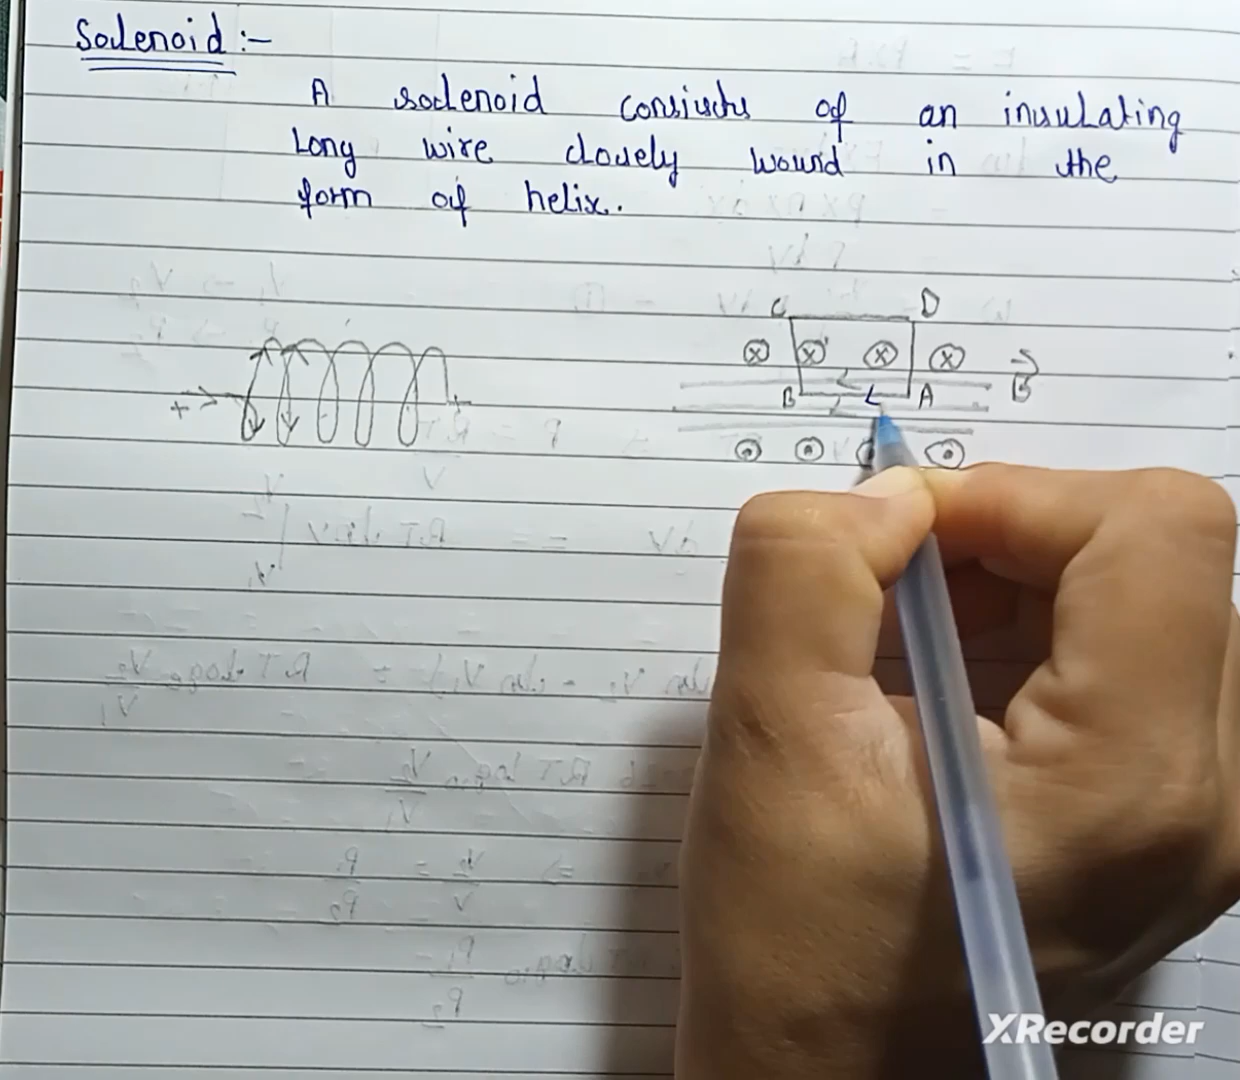 Solenoid :-
A solenoid consists of an insulating
long wire closely wound in the
form of helix.
C D
B L A B
XRecorder